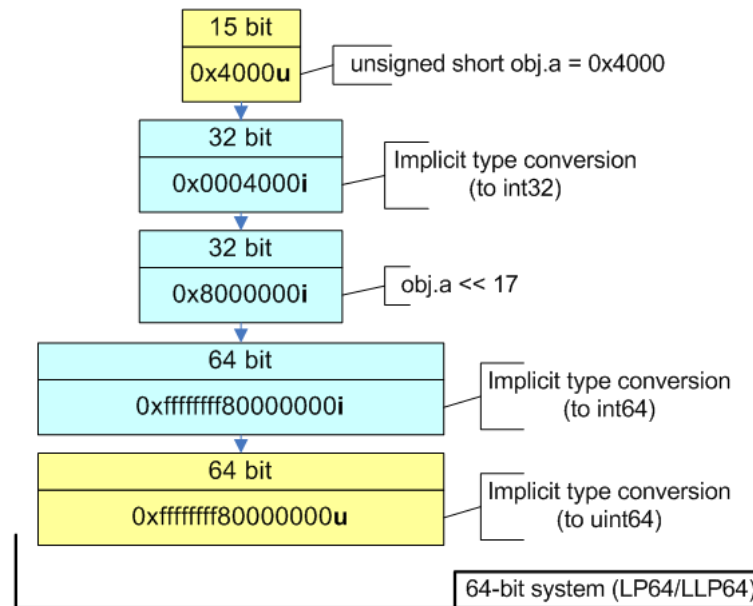 15 bit
0x4000u
unsigned short obj.a = 0x4000
32 bit
0x0004000i
Implicit type conversion
(to int32)
32 bit
0x8000000i
obj.a << 17
64 bit
0xffffffff80000000i
Implicit type conversion
(to int64)
64 bit
0xffffffff80000000u
Implicit type conversion
(to uint64)
64-bit system (LP64/LLP64)